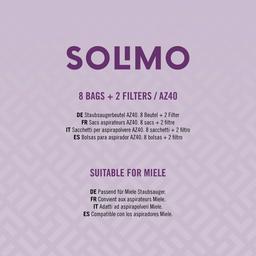 SOLIMO
8 BAGS + 2 FILTERS / AZ40
DE Staubsaugerbeutel AZ40. 8 Beutel + 2 Filter
FR Sacs aspirateurs AZ40. 8 sacs + 2 filtre
IT Sacchetti per aspirapolvere AZ40. 8 sacchetti + 2 filtro
ES Bolsas para aspirador AZ40. 8 bolsas + 2 filtro
SUITABLE FOR MIELE
DE Passend für Miele Staubsauger.
FR Convient aux aspirateurs Miele.
IT Adatti ad aspirapolveri Miele.
ES Compatible con los aspiradores Miele.